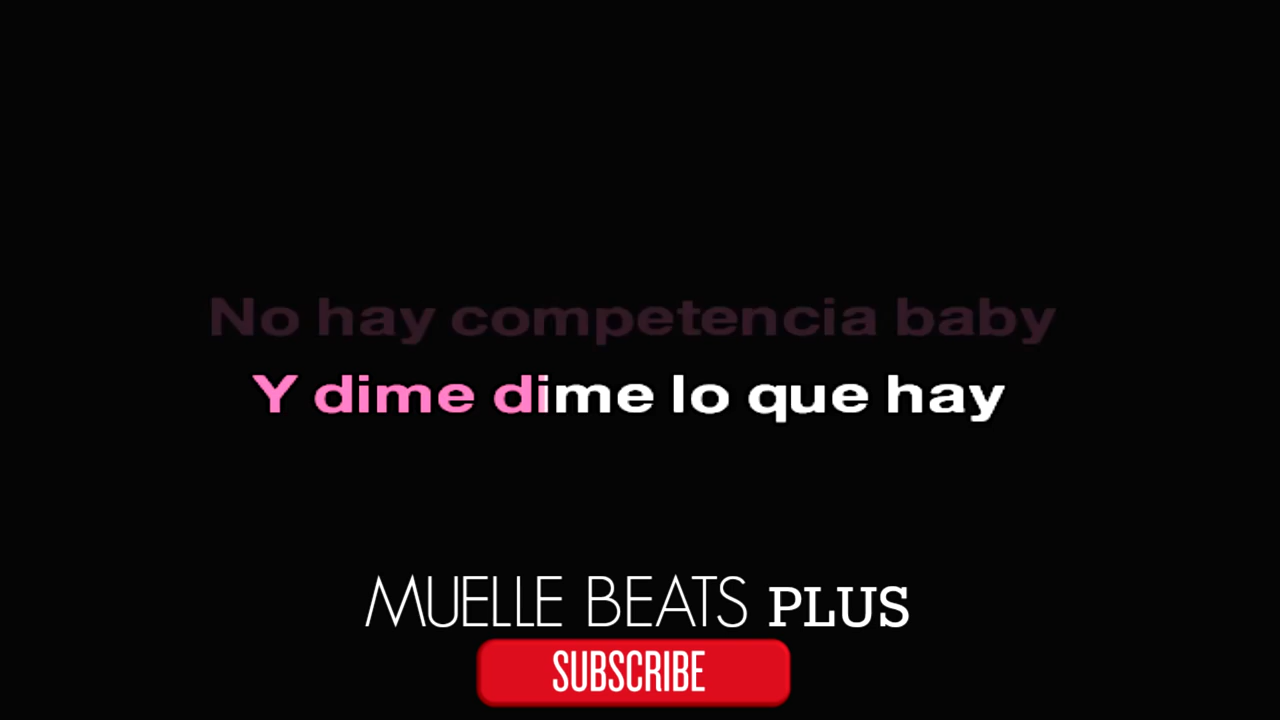 No hay competencia baby
Y dime dime lo que hay
MUELLE BEATS PLUS
SUBSCRIBE